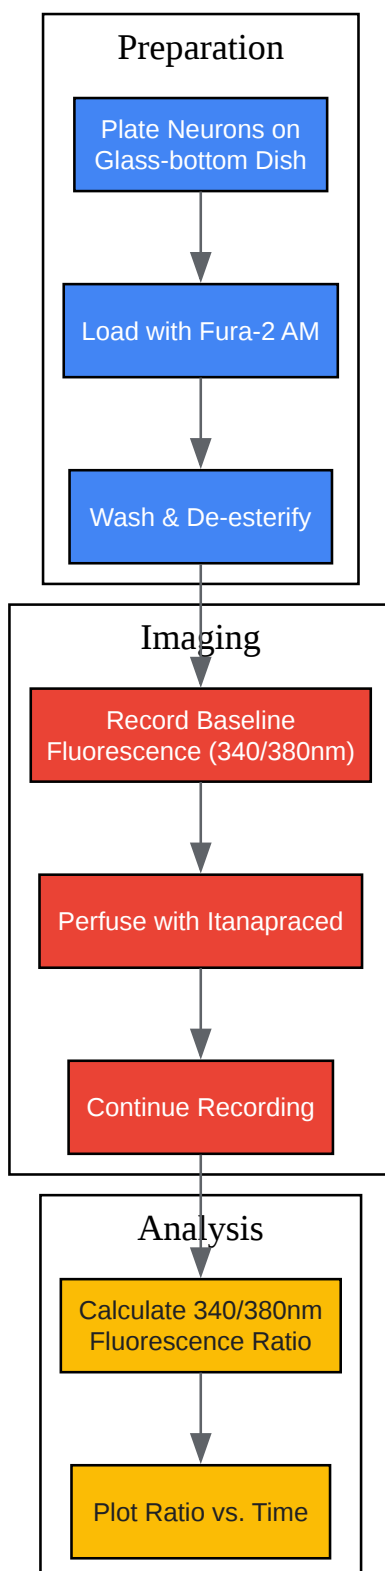 Preparation
Plate Neurons on
Glass-bottom Dish
Load with Fura-2 AM
Wash & De-esterify
Imaging
Record Baseline
Fluorescence (340/380nm)
Perfuse with Itanapraced
Continue Recording
Analysis
Calculate 340/380nm
Fluorescence Ratio
Plot Ratio vs. Time